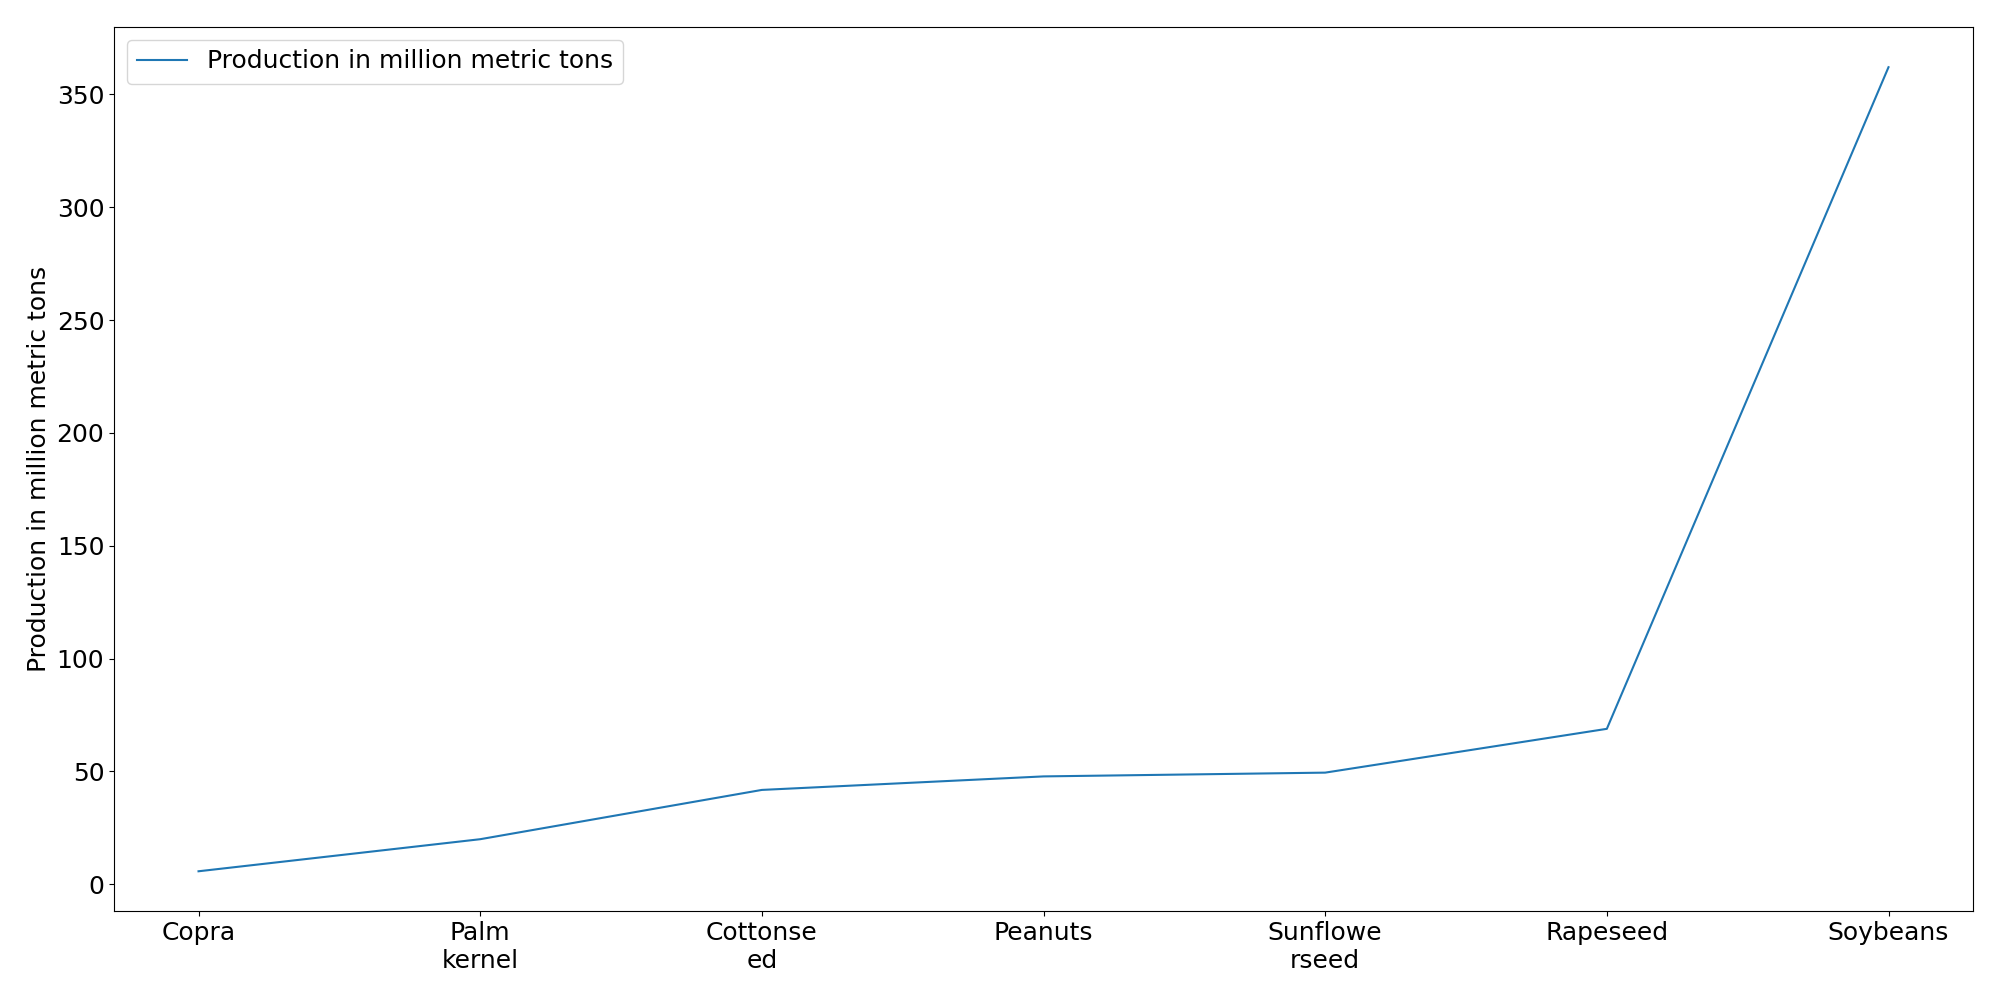 Production in million metric tons
Production in million metric tons
350
300
250
200
150
100
50
0
Copra
Palm
kernel
Cottonse
ed
Peanuts
Sunflowe
rseed
Rapeseed
Soybeans